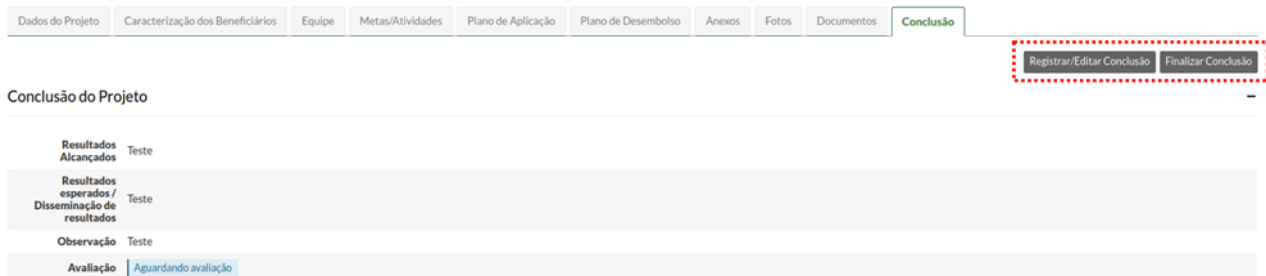 Dados do Projeto Caracterização dos Beneficiários Equipe Metas/Atividades Plano de Aplicação Plano de Desembolso Anexos Fotos Documentos Conclusão
Registrar/Editar Conclusão Finalizar Conclusão
Conclusão do Projeto
Resultados
Alcançados Teste
Resultados
esperados /
Disseminação de Teste
resultados
Observação Teste
Avaliação Aguardando avaliação